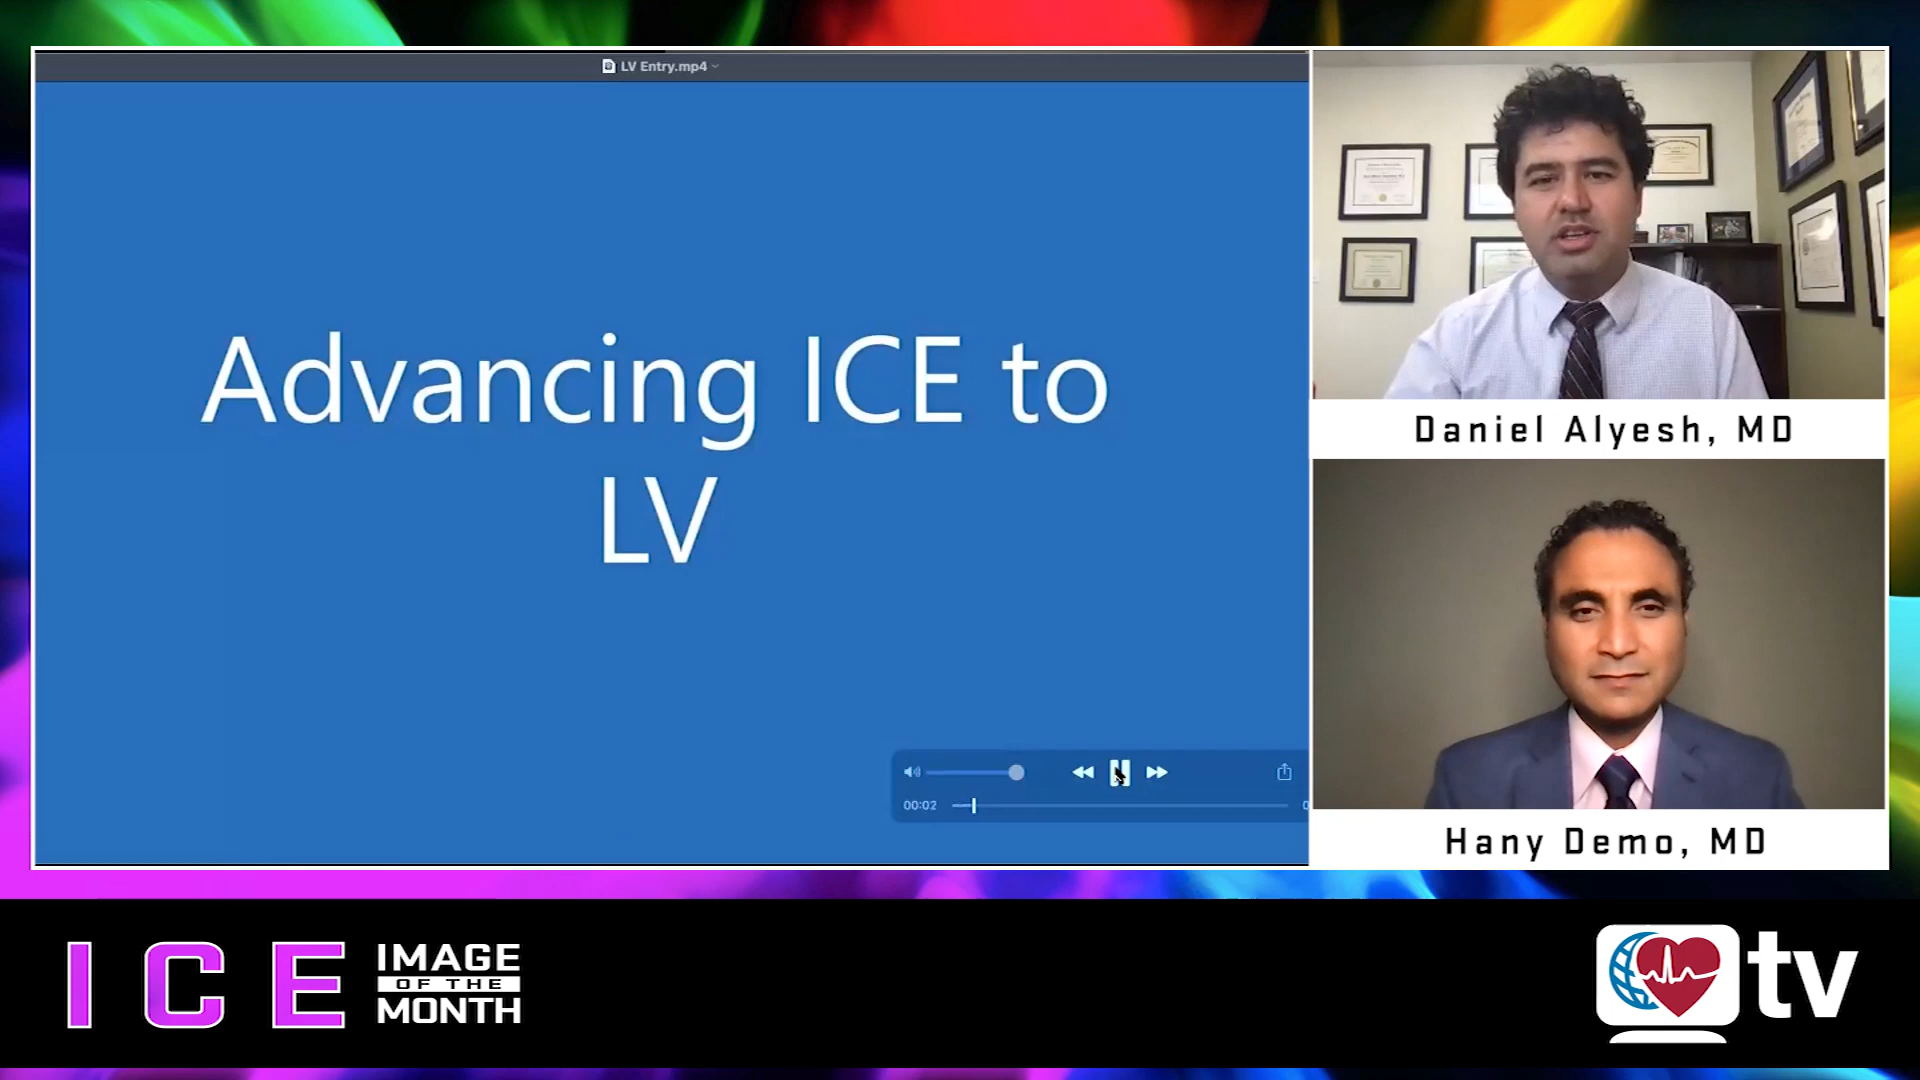 LV Entry.mp4
Advancing ICE to
LV
00:02
Daniel Alyesh, MD
Hany Demo, MD
ICE
IMAGE
OF THE
MONTH
tv